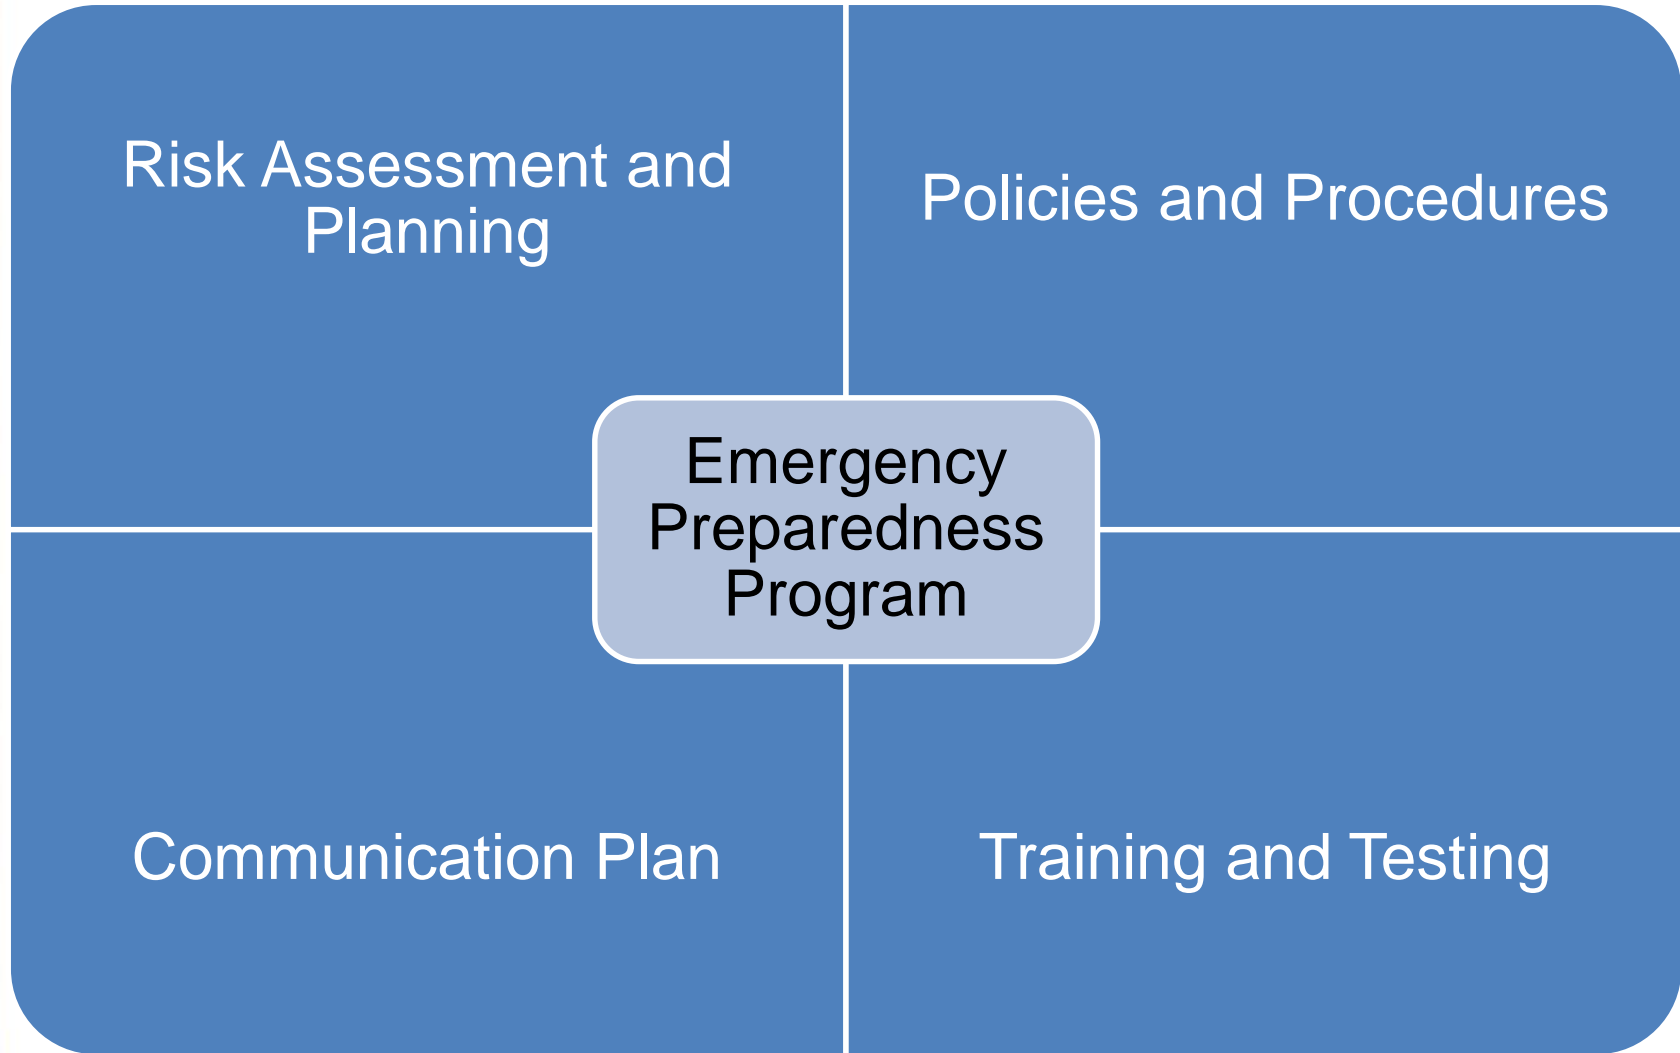 Risk Assessment and
Planning
Policies and Procedures
Emergency
Preparedness
Program
Communication Plan
Training and Testing